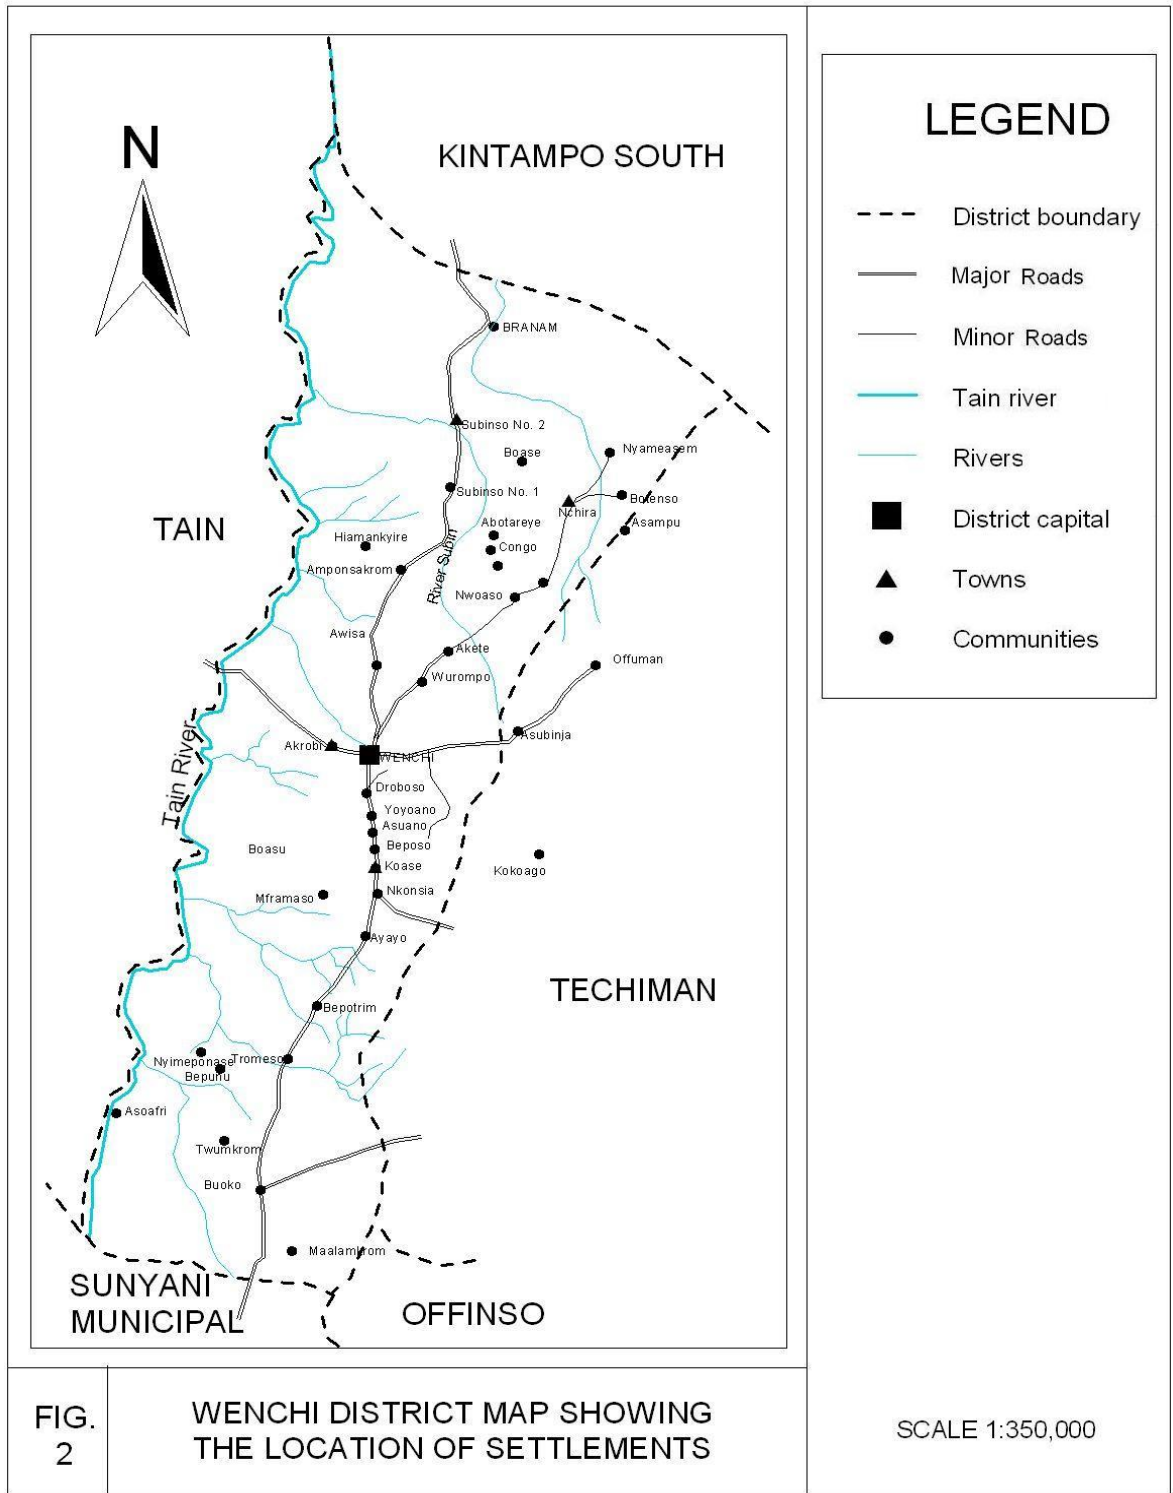 N
KINTAMPO SOUTH
BRANAM
Subinso No. 2
Boase
Nyameasem
Subinso No. 1
Botenso
Nchira
TAIN
Abotareye
Asampu
Hiamankyire
Congo
Amponsakrom
River Subin
Nwoaso
Awisa
Akete
Offuman
Wurompo
Asubinja
Akrobi
WENCHI
Tain River
Droboso
Yoyoano
Asuano
Boasu
Beposo
Koase
Kokoago
Mframaso
Nkonsia
Ayayo
TECHIMAN
Bepotrim
Nyimeponase
Tromeso
Bepunu
Asoafri
Twumkrom
Buoko
Maalamkrom
SUNYANI
MUNICIPAL
OFFINSO
LEGEND
District boundary
Major Roads
Minor Roads
Tain river
Rivers
District capital
Towns
Communities
FIG.
2
WENCHI DISTRICT MAP SHOWING
THE LOCATION OF SETTLEMENTS
SCALE 1:350,000